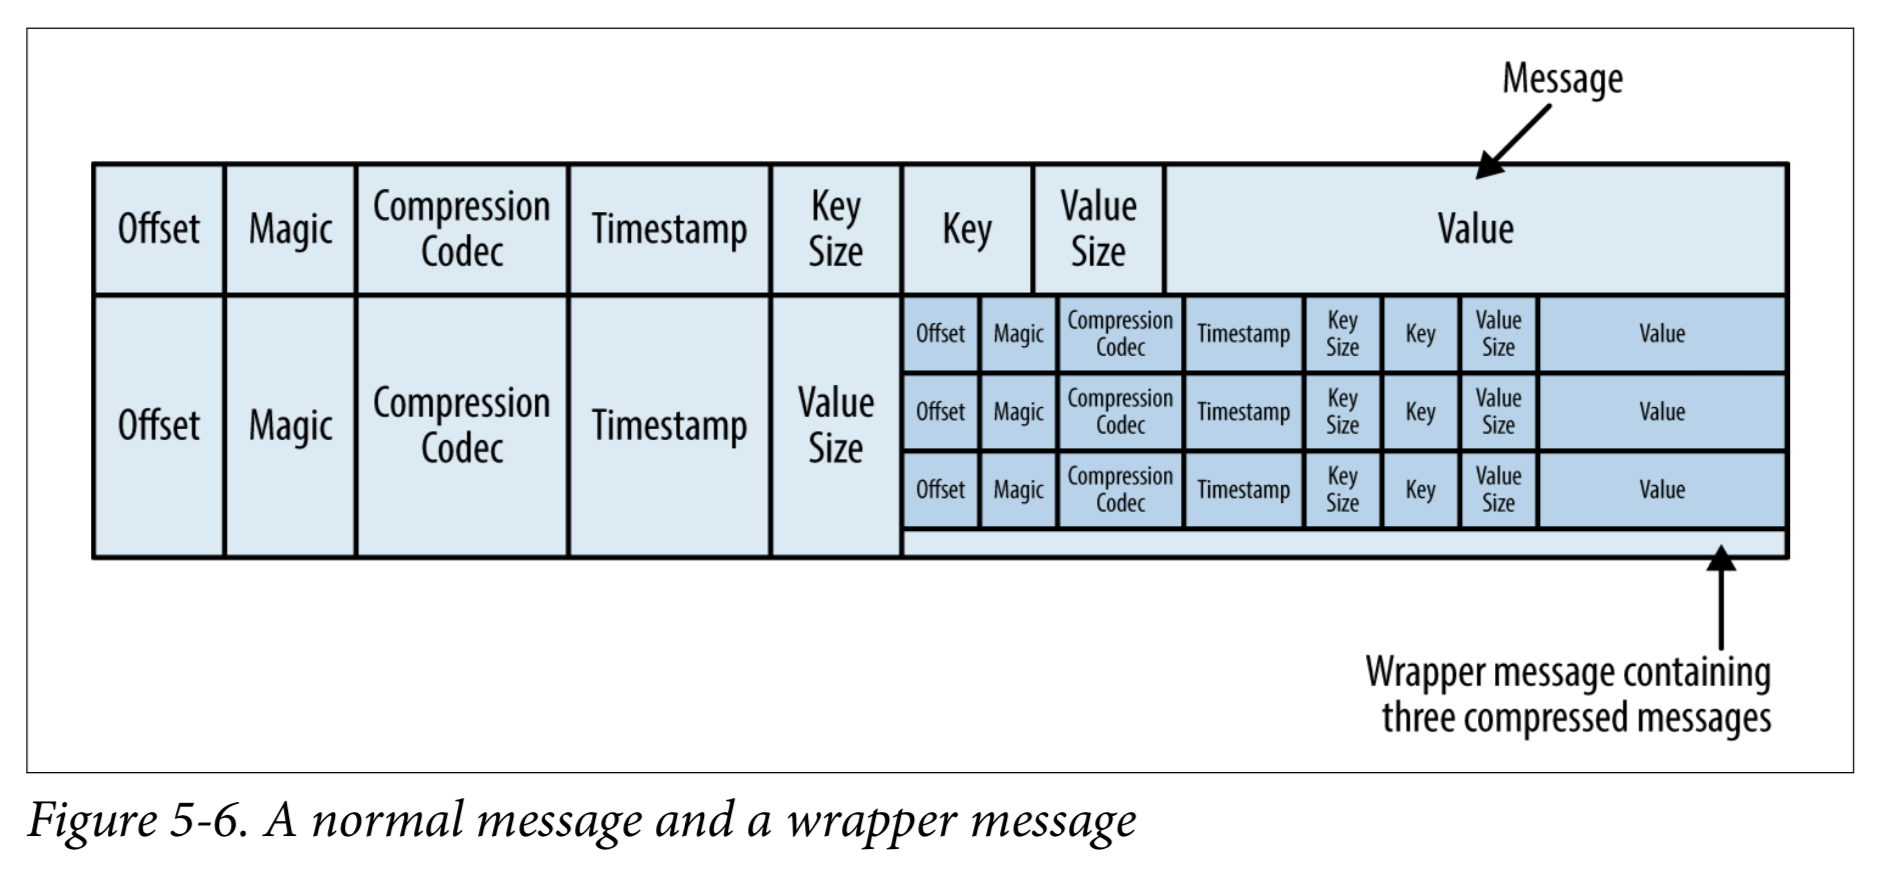 Message
Offset
Magic
Compression
Codec
Timestamp
Key
Size
Key
Value
Size
Value
Offset
Magic
Compression
Codec
Timestamp
Value
Size
Offset
Magic
Compression
Codec
Timestamp
Key
Size
Key
Value
Size
Value
Offset
Magic
Compression
Codec
Timestamp
Key
Size
Key
Value
Size
Value
Offset
Magic
Compression
Codec
Timestamp
Key
Size
Key
Value
Size
Value
Wrapper message containing
three compressed messages
Figure 5-6. A normal message and a wrapper message